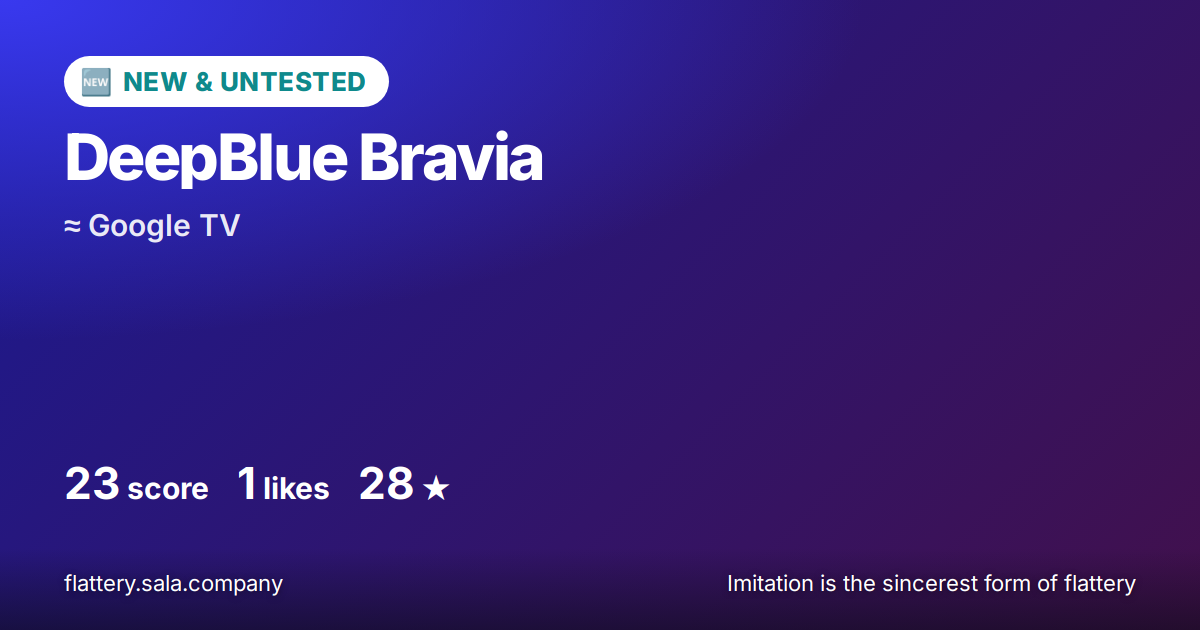 🆕 NEW & UNTESTED
DeepBlue Bravia
≈ Google TV
23 score 1 likes 28 ★
flattery.sala.company
Imitation is the sincerest form of flattery